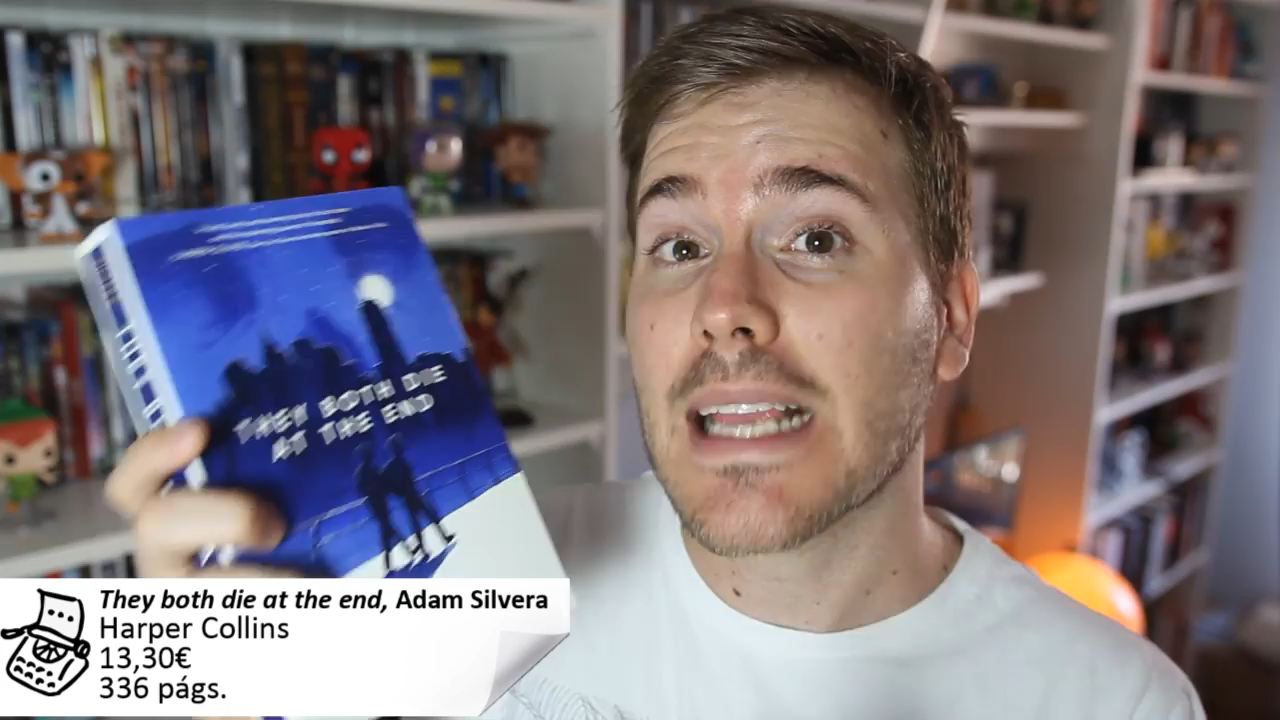 THEY BOTH DIE
AT THE END
They both die at the end, Adam Silvera
Harper Collins
13,30€
336 págs.